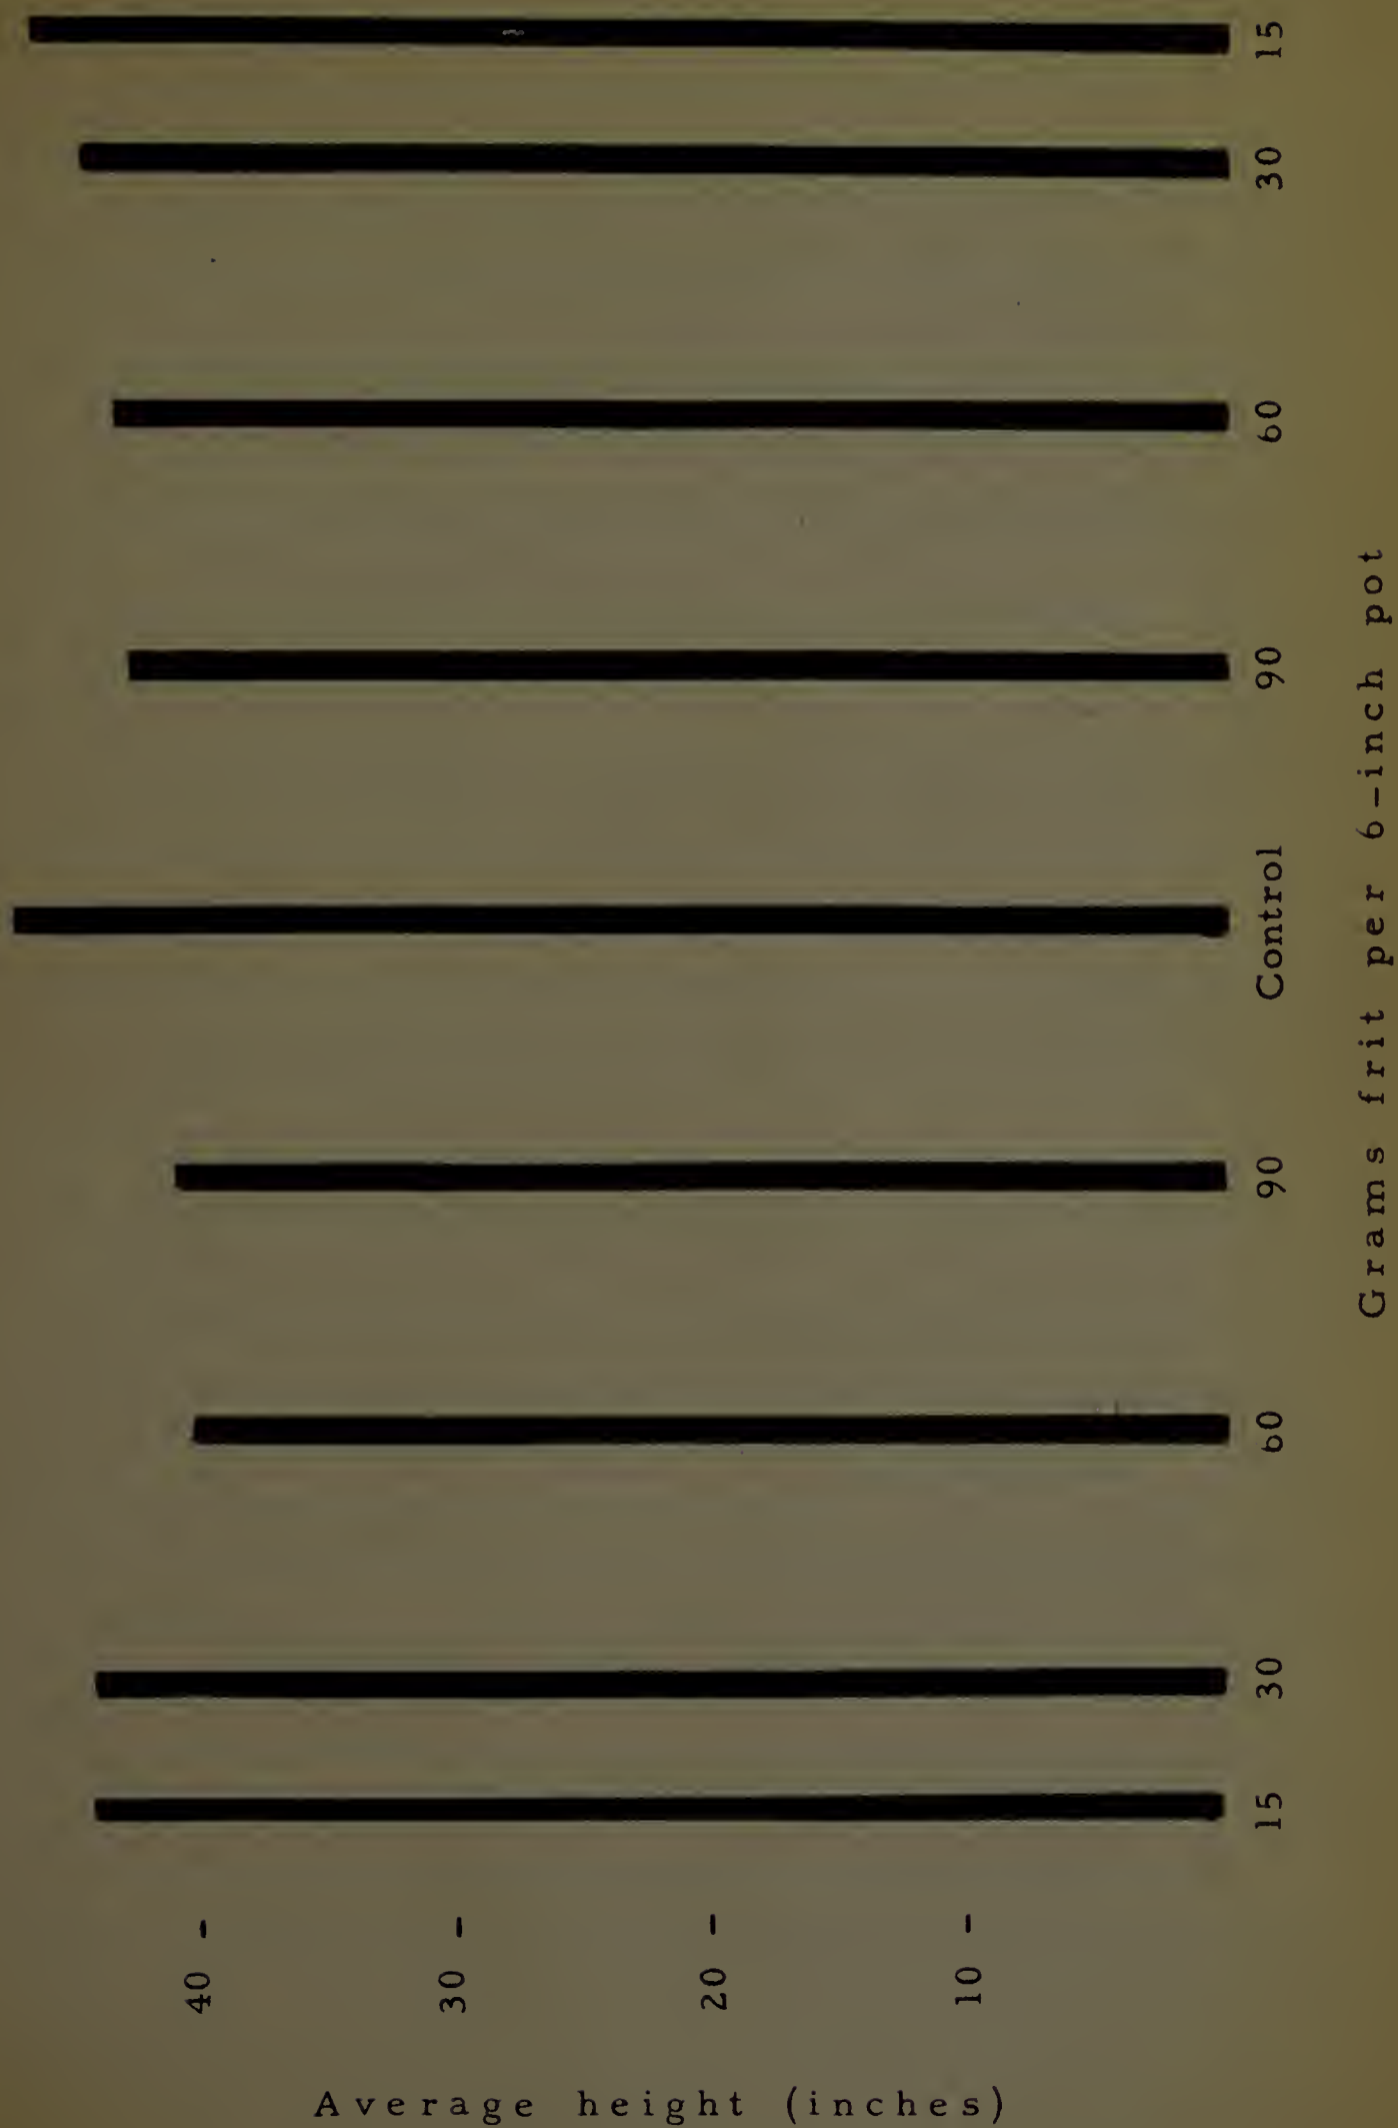 Average height (inches)
40 -
30 -
20 -
10 -
15 30 60 90 Control 90 60 30 15
Grams frit per 6-inch pot